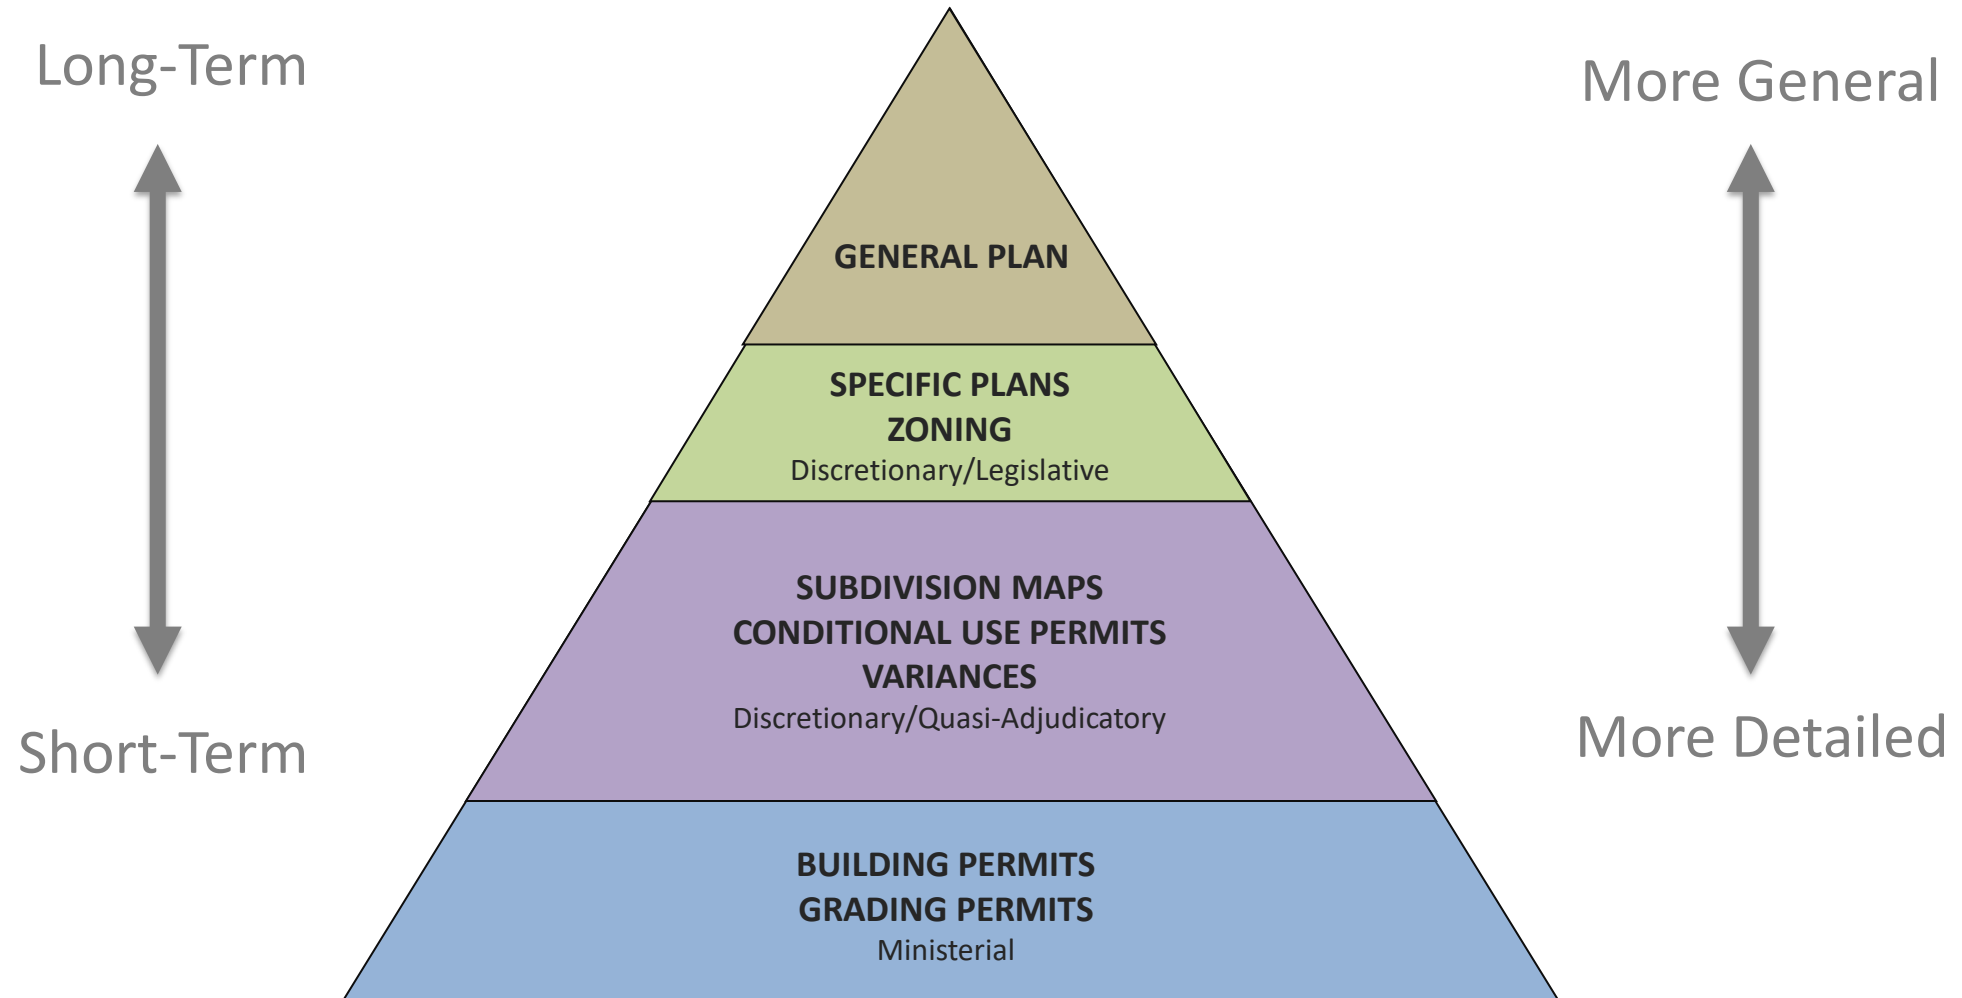 Long-Term
More General
GENERAL PLAN
SPECIFIC PLANS
ZONING
Discretionary/Legislative
SUBDIVISION MAPS
CONDITIONAL USE PERMITS
VARIANCES
Discretionary/Quasi-Adjudicatory
Short-Term
More Detailed
BUILDING PERMITS
GRADING PERMITS
Ministerial